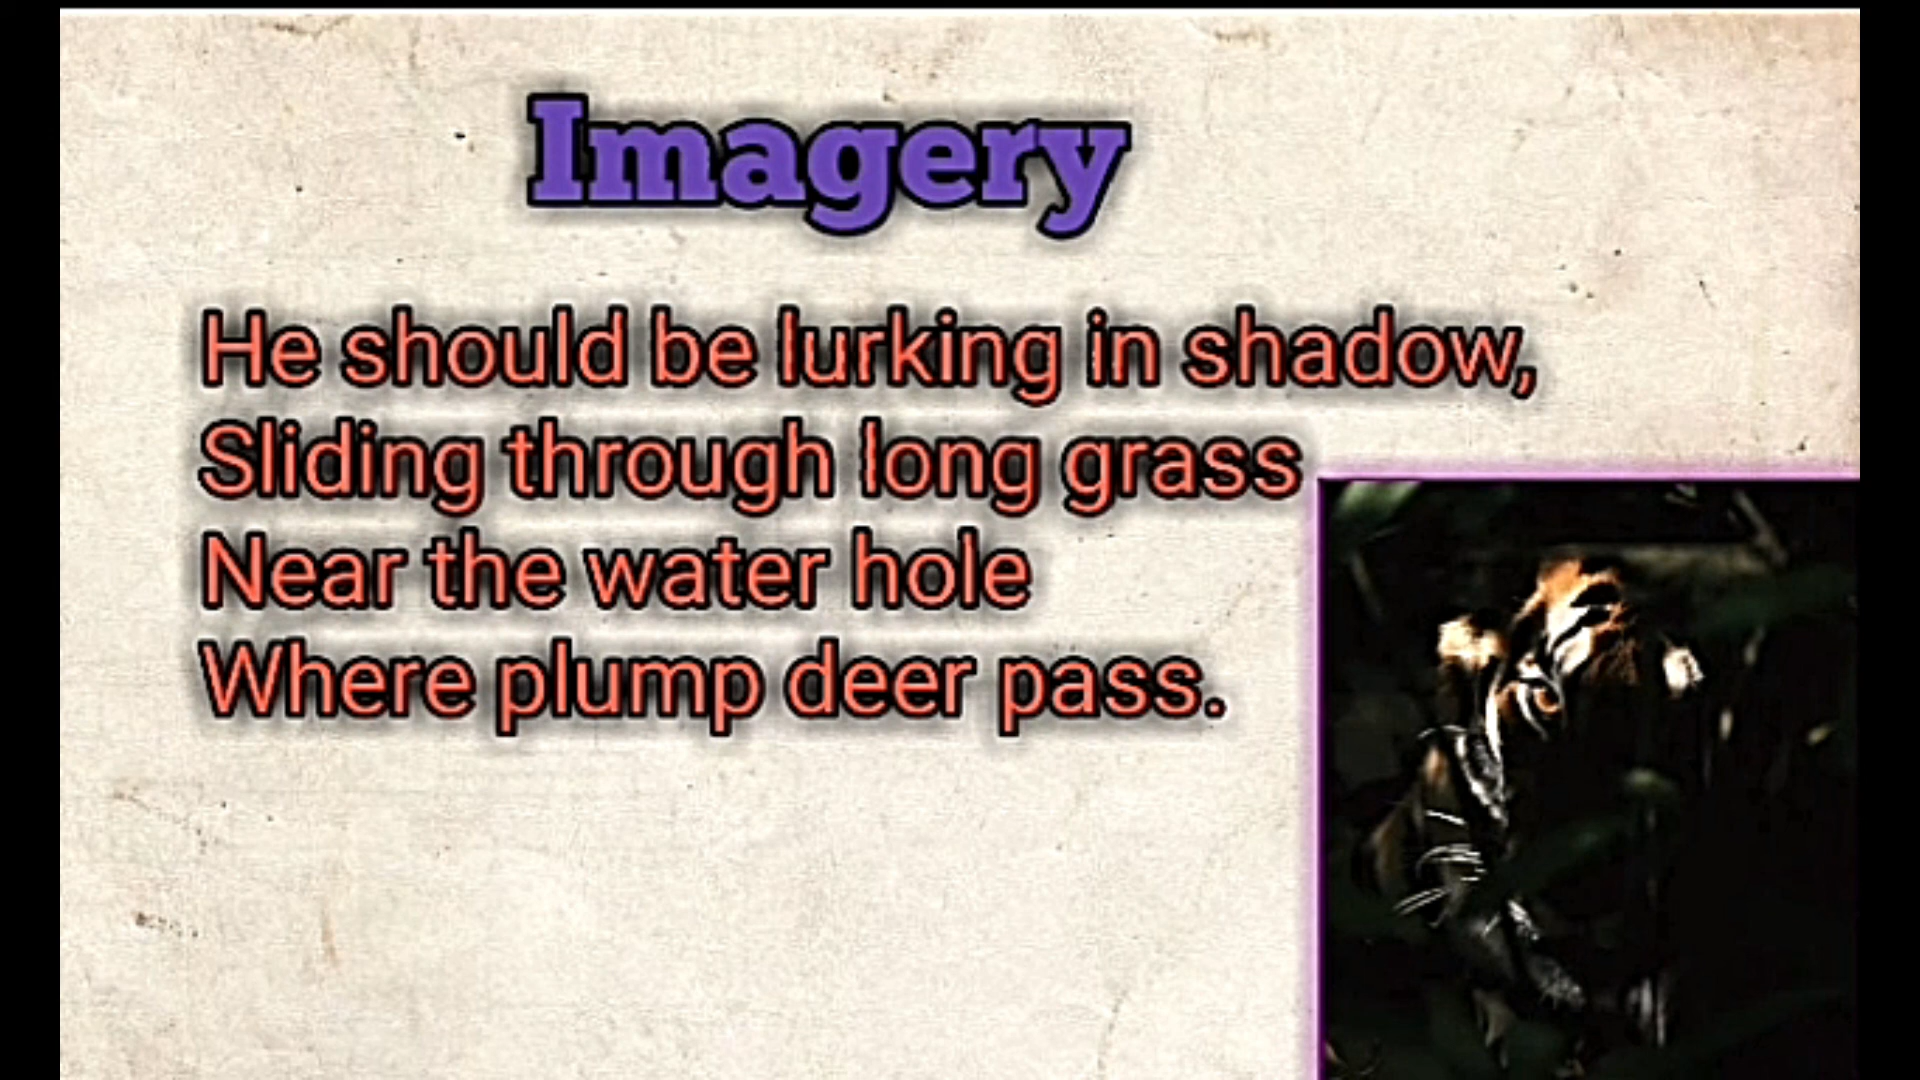 Imagery
He should be lurking in shadow,
Sliding through long grass
Near the water hole
Where plump deer pass.